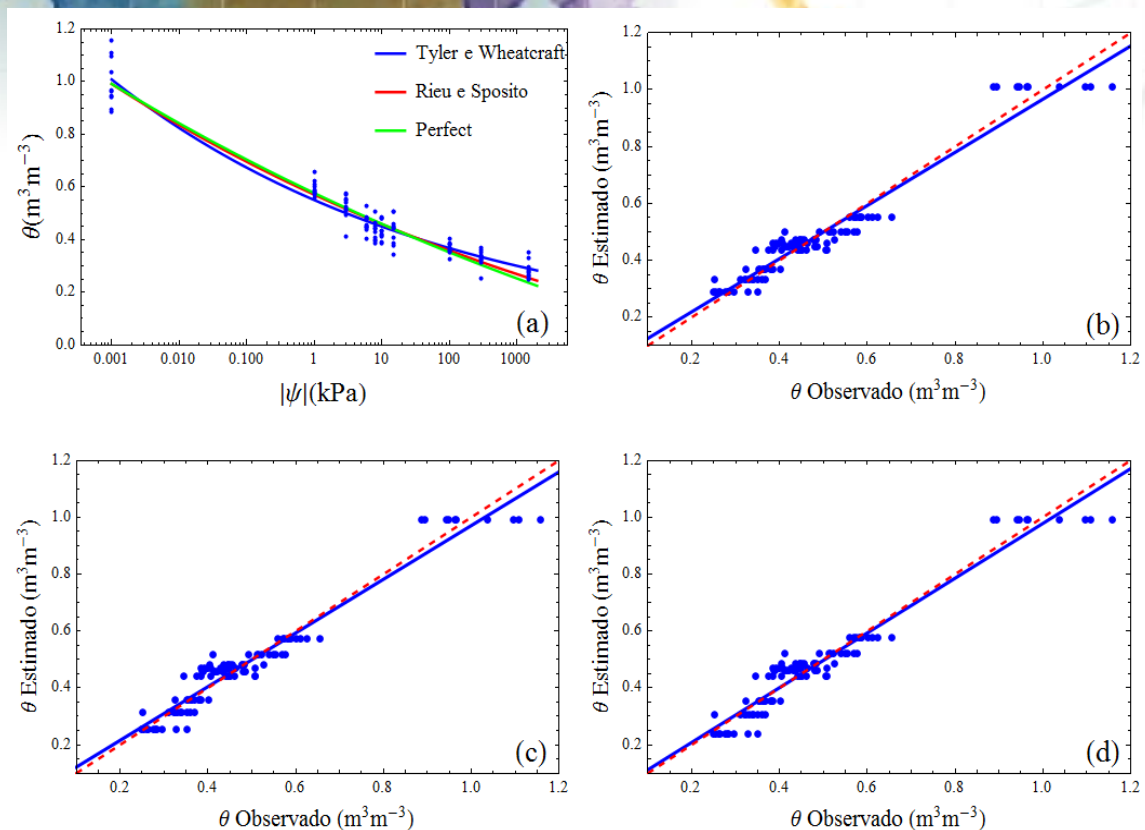 1.2
1.0
0.8
0.6
0.4
0.2
0.0
θ(m³m⁻³)
Tyler e Wheatcraft
Rieu e Sposito
Perfect
(a)
0.001 0.010 0.100 1 10 100 1000
|ψ|(kPa)
1.2
1.0
0.8
0.6
0.4
0.2
θ Estimado (m³m⁻³)
(b)
0.2 0.4 0.6 0.8 1.0 1.2
θ Observado (m³m⁻³)
1.2
1.0
0.8
0.6
0.4
0.2
θ Estimado (m³m⁻³)
(c)
0.2 0.4 0.6 0.8 1.0 1.2
θ Observado (m³m⁻³)
1.2
1.0
0.8
0.6
0.4
0.2
θ Estimado (m³m⁻³)
(d)
0.2 0.4 0.6 0.8 1.0 1.2
θ Observado (m³m⁻³)